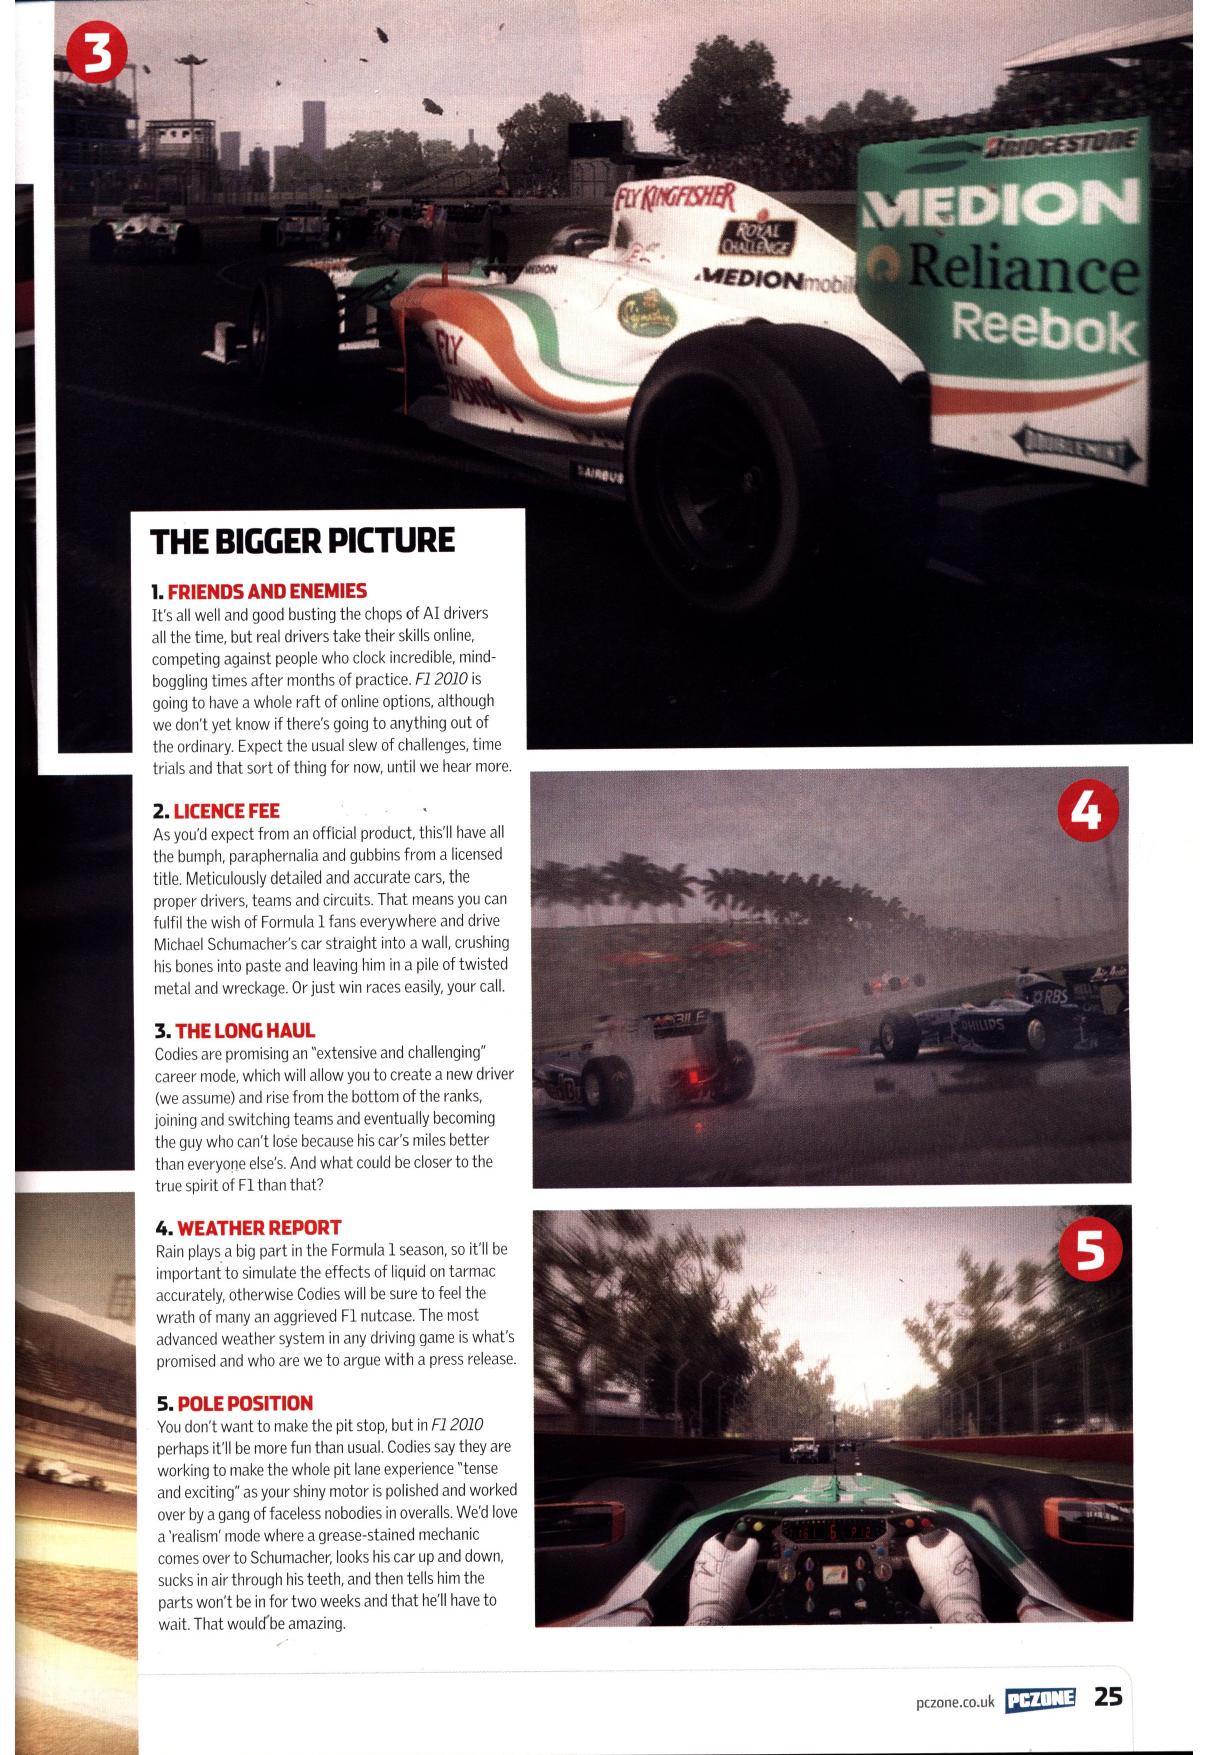 3
BRIDGESTONE
MEDION
Reliance
Reebok
DOUBLEMINT
FLY KINGFISHER
ROYAL
CHALLENGE
MEDIONmobile
MEDION
Signature
FLY
AIRBUS
THE BIGGER PICTURE
1. FRIENDS AND ENEMIES
It's all well and good busting the chops of AI drivers
all the time, but real drivers take their skills online,
competing against people who clock incredible, mind-
boggling times after months of practice. F1 2010 is
going to have a whole raft of online options, although
we don't yet know if there's going to anything out of
the ordinary. Expect the usual slew of challenges, time
trials and that sort of thing for now, until we hear more.
2. LICENCE FEE
As you'd expect from an official product, this'll have all
the bumph, paraphernalia and gubbins from a licensed
title. Meticulously detailed and accurate cars, the
proper drivers, teams and circuits. That means you can
fulfil the wish of Formula 1 fans everywhere and drive
Michael Schumacher's car straight into a wall, crushing
his bones into paste and leaving him in a pile of twisted
metal and wreckage. Or just win races easily, your call.
3. THE LONG HAUL
Codies are promising an "extensive and challenging"
career mode, which will allow you to create a new driver
(we assume) and rise from the bottom of the ranks,
joining and switching teams and eventually becoming
the guy who can't lose because his car's miles better
than everyone else's. And what could be closer to the
true spirit of F1 than that?
4. WEATHER REPORT
Rain plays a big part in the Formula 1 season, so it'll be
important to simulate the effects of liquid on tarmac
accurately, otherwise Codies will be sure to feel the
wrath of many an aggrieved F1 nutcase. The most
advanced weather system in any driving game is what's
promised and who are we to argue with a press release.
5. POLE POSITION
You don't want to make the pit stop, but in F1 2010
perhaps it'll be more fun than usual. Codies say they are
working to make the whole pit lane experience "tense
and exciting" as your shiny motor is polished and worked
over by a gang of faceless nobodies in overalls. We'd love
a 'realism' mode where a grease-stained mechanic
comes over to Schumacher, looks his car up and down,
sucks in air through his teeth, and then tells him the
parts won't be in for two weeks and that he'll have to
wait. That would be amazing.
4
MOBILE
PHILIPS
RBS
5
6
P 12
pczone.co.uk PCZONE 25